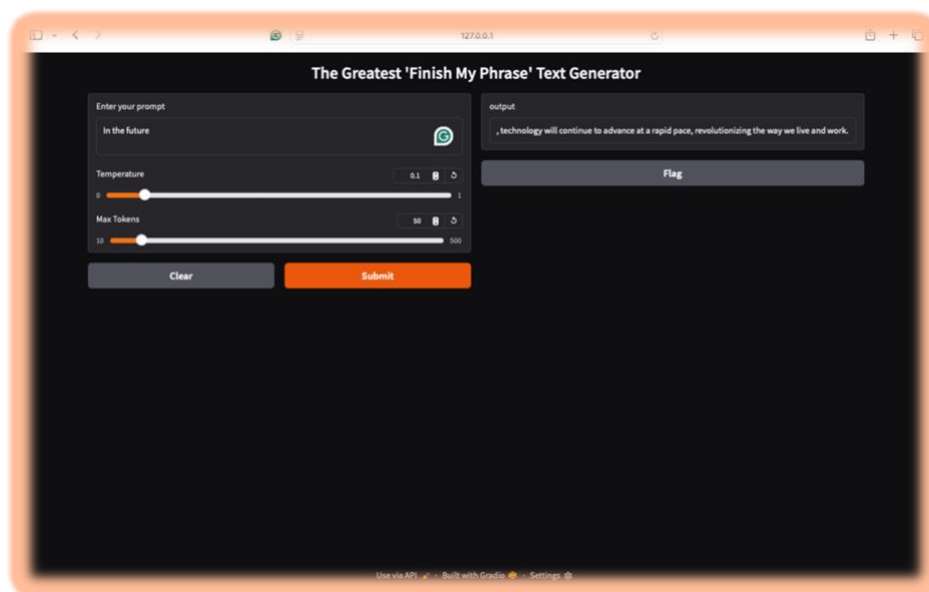 127.0.0.1
The Greatest 'Finish My Phrase' Text Generator
Enter your prompt
In the future
Temperature
0.1
0
1
Max Tokens
50
10
500
Clear
Submit
output
, technology will continue to advance at a rapid pace, revolutionizing the way we live and work.
Flag
Use via API - Built with Gradio - Settings